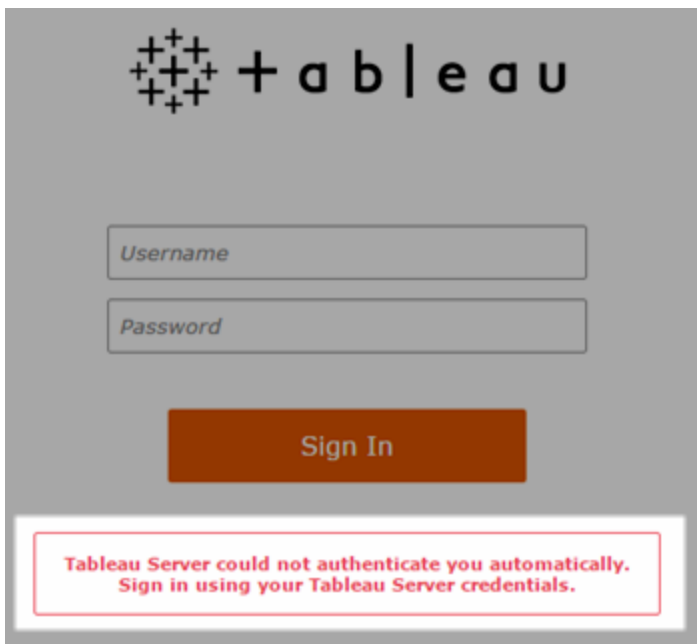 + a b | e a u
Username
Password
Sign In
Tableau Server could not authenticate you automatically.
Sign in using your Tableau Server credentials.